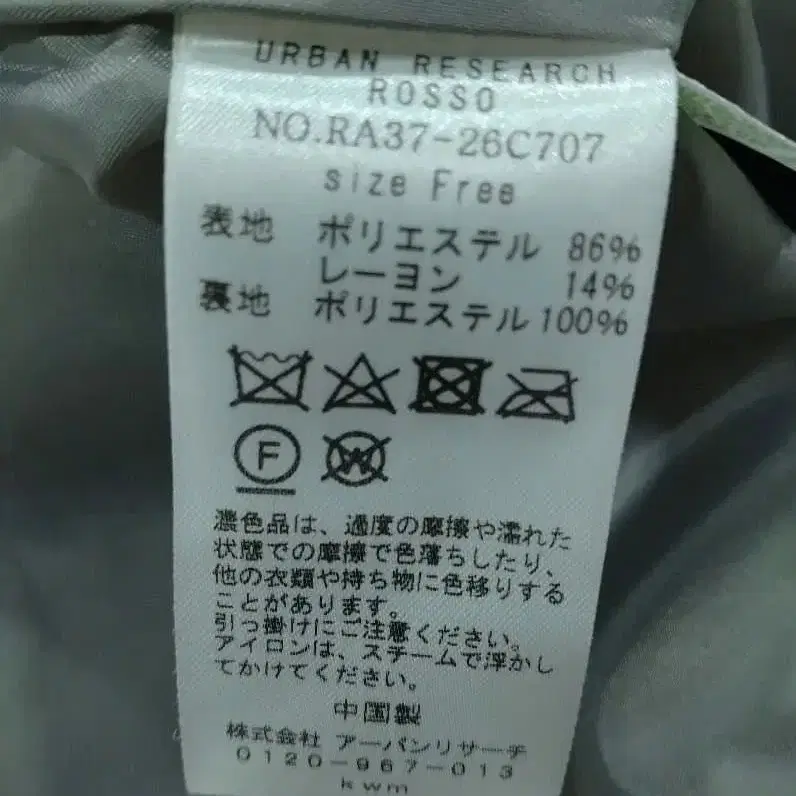 URBAN RESEARCH
ROSSO
NO.RA37-26C707
size Free
表地 ポリエステル 86%
レーヨン 14%
裏地 ポリエステル 100%
F W
濃色品は、過度の摩擦や濡れた
状態での摩擦で色落ちしたり、
他の衣類や持ち物に色移りする
ことがあります。
引っ掛けにご注意ください。
アイロンは、スチームで浮かし
てかけてください。
中国製
株式会社 アーバンリサーチ
0120-967-013
kwm